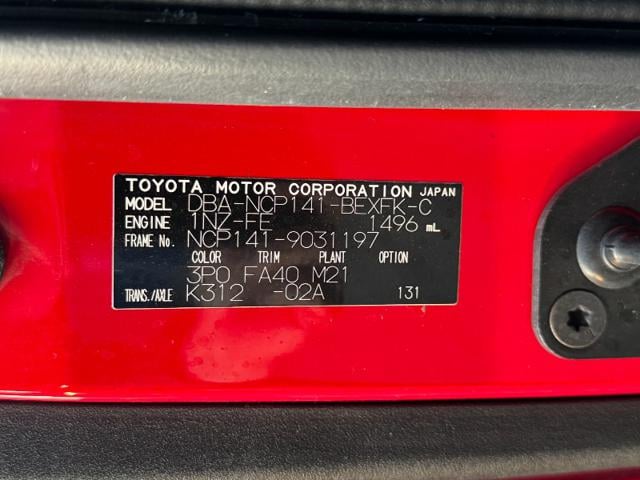 TOYOTA MOTOR CORPORATION JAPAN
MODEL DBA-NCP141-BEXFK-C
ENGINE 1NZ-FE 1496 mL
FRAME No. NCP141-9031197
COLOR TRIM PLANT OPTION
3P0 FA40 M21
TRANS./AXLE K312 -02A 131